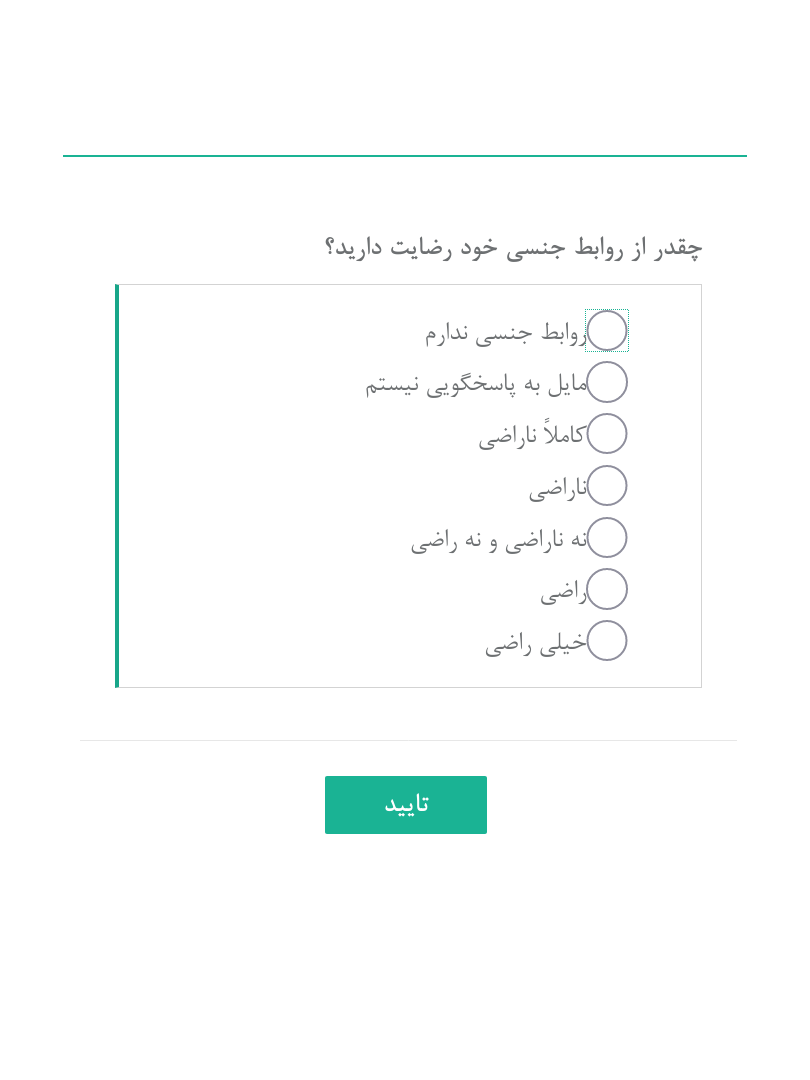 چقدر از روابط جنسی خود رضایت دارید؟
روابط جنسی ندارم
مایل به پاسخگویی نیستم
کاملاً ناراضی
ناراضی
نه ناراضی و نه راضی
راضی
خیلی راضی
تایید